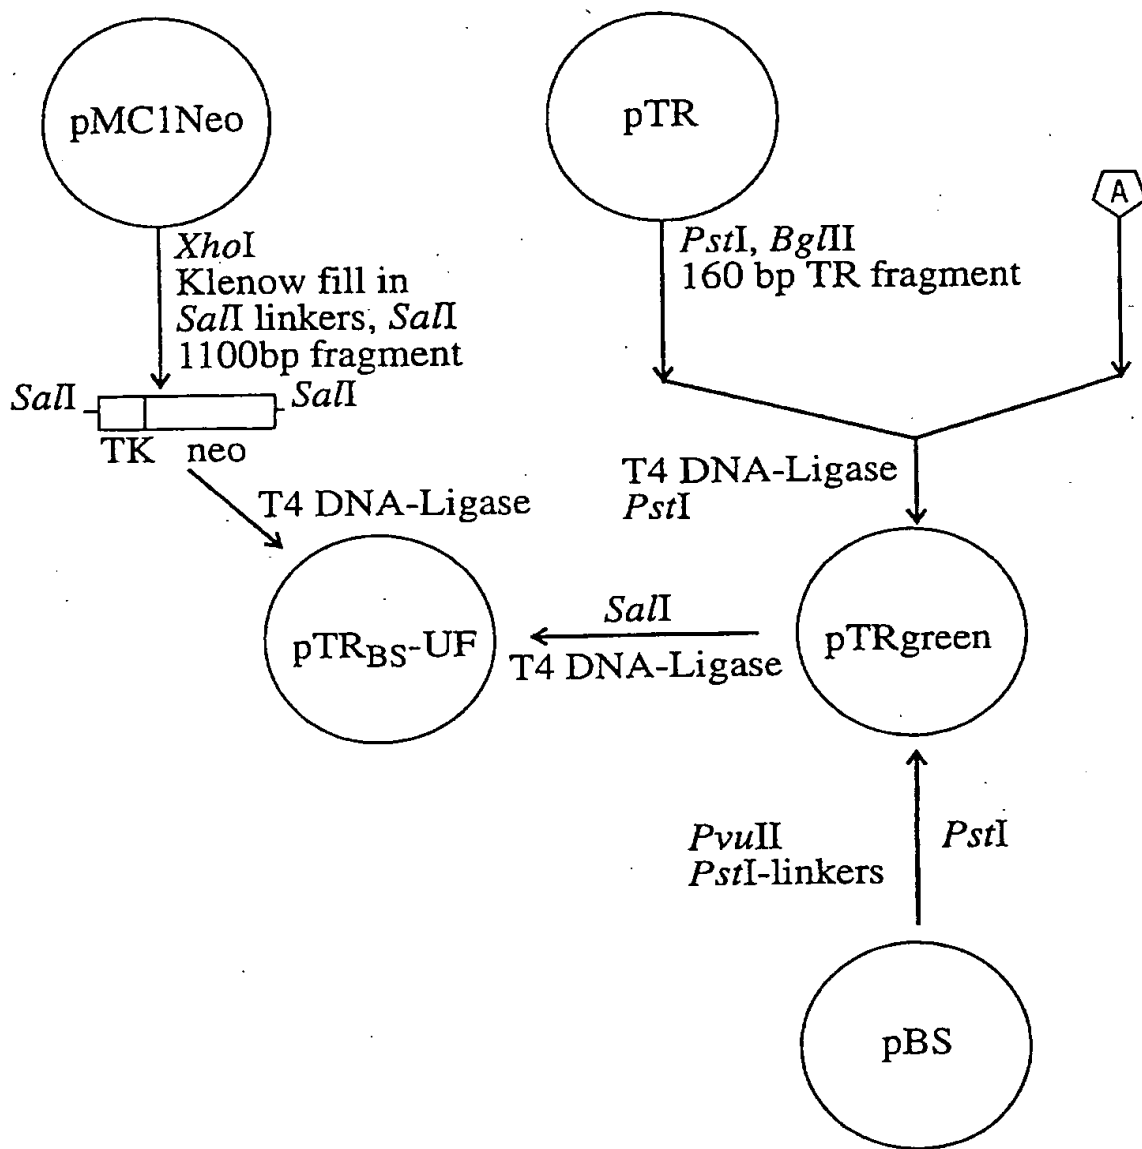 pMC1Neo
pTR
A
XhoI
Klenow fill in
SalI linkers, SalI
1100bp fragment
PstI, BglII
160 bp TR fragment
SalI
SalI
TK neo
T4 DNA-Ligase
T4 DNA-Ligase
PstI
pTRBS-UF
SalI
T4 DNA-Ligase
pTRgreen
PvuII
PstI-linkers
PstI
pBS